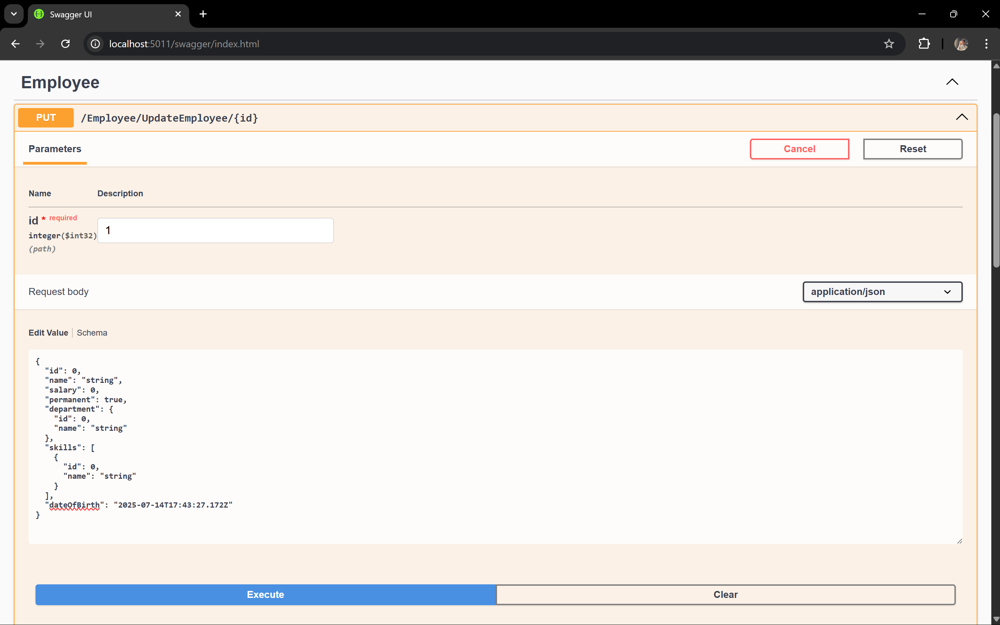 Swagger UI
localhost:5011/swagger/index.html
Employee
PUT /Employee/UpdateEmployee/{id}
Parameters
Cancel
Reset
Name Description
id * required
integer($int32)
(path)
1
Request body
application/json
Edit Value | Schema
{
  "id": 0,
  "name": "string",
  "salary": 0,
  "permanent": true,
  "department": {
    "id": 0,
    "name": "string"
  },
  "skills": [
    {
      "id": 0,
      "name": "string"
    }
  ],
  "dateOfBirth": "2025-07-14T17:43:27.172Z"
}
Execute
Clear